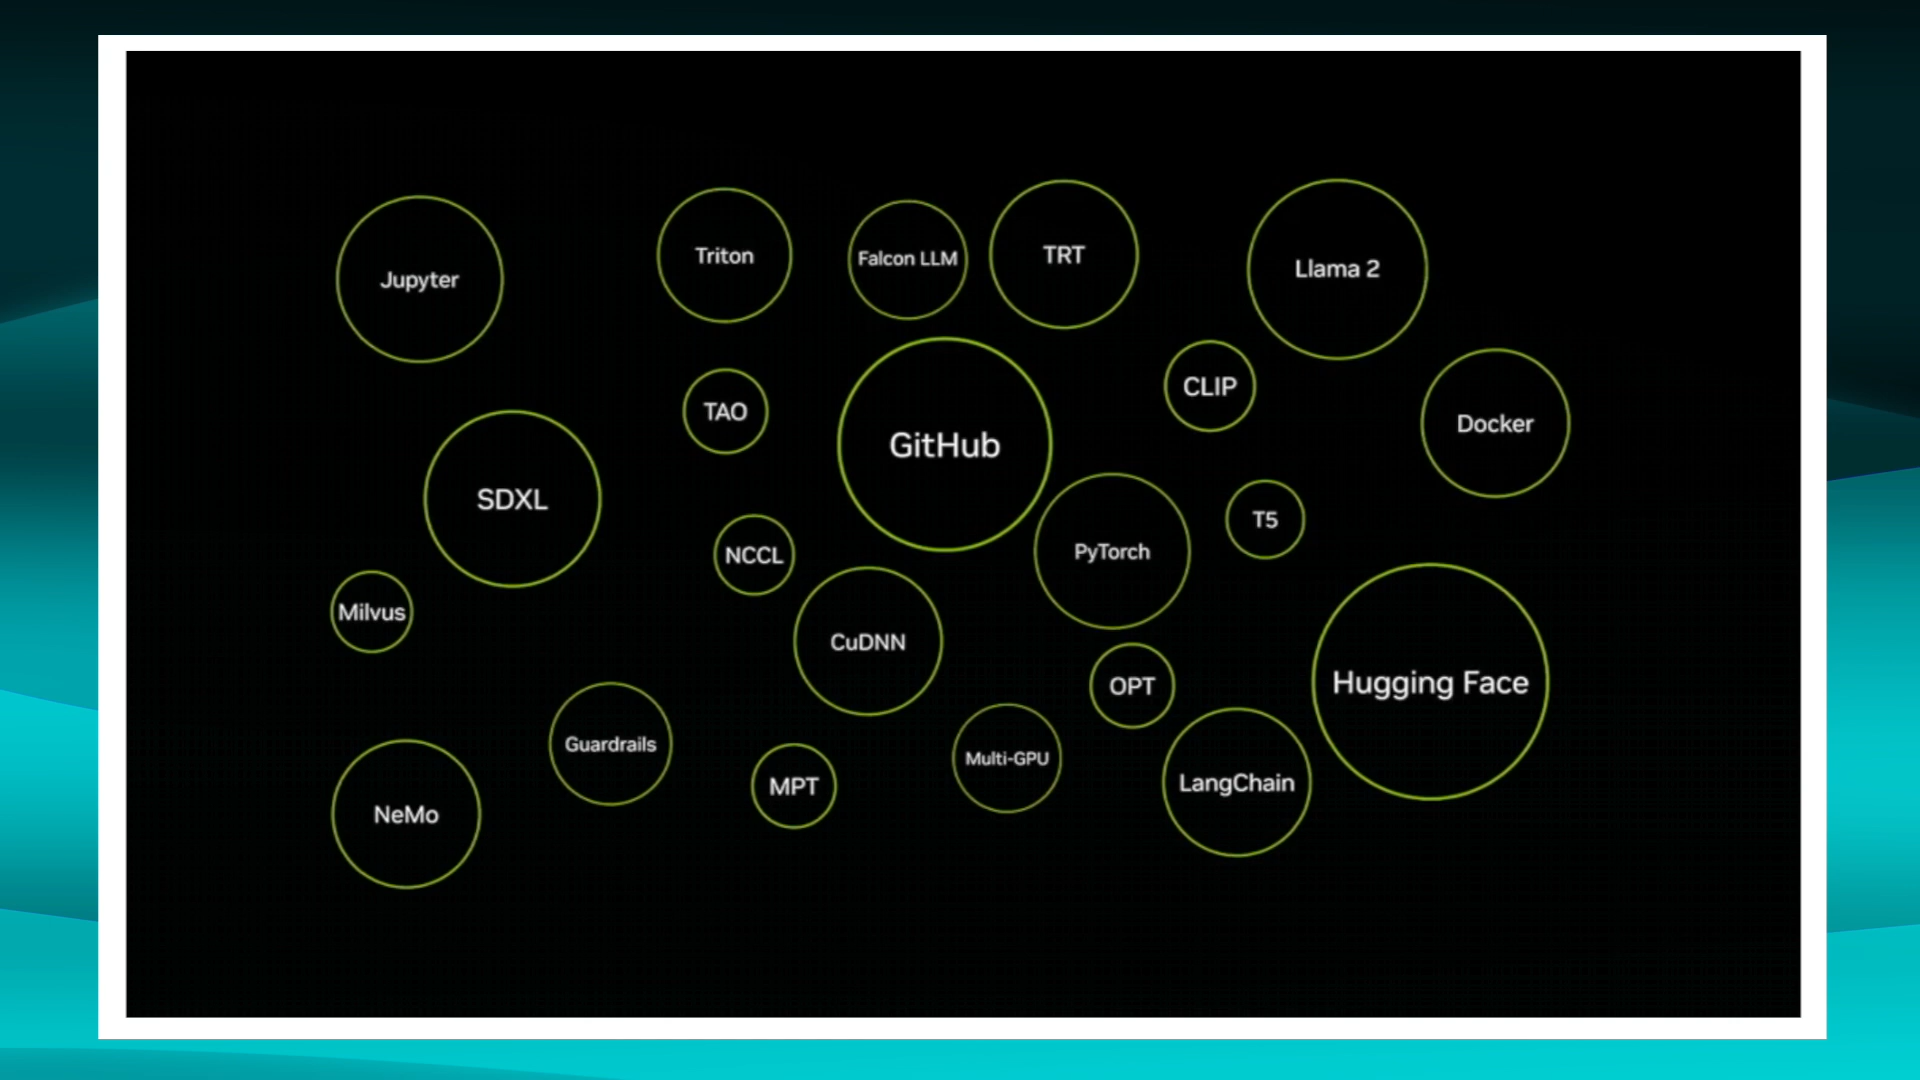 Jupyter
Triton
Falcon LLM
TRT
Llama 2
CLIP
TAO
GitHub
Docker
SDXL
T5
NCCL
PyTorch
Milvus
CuDNN
Hugging Face
OPT
Guardrails
Multi-GPU
LangChain
MPT
NeMo